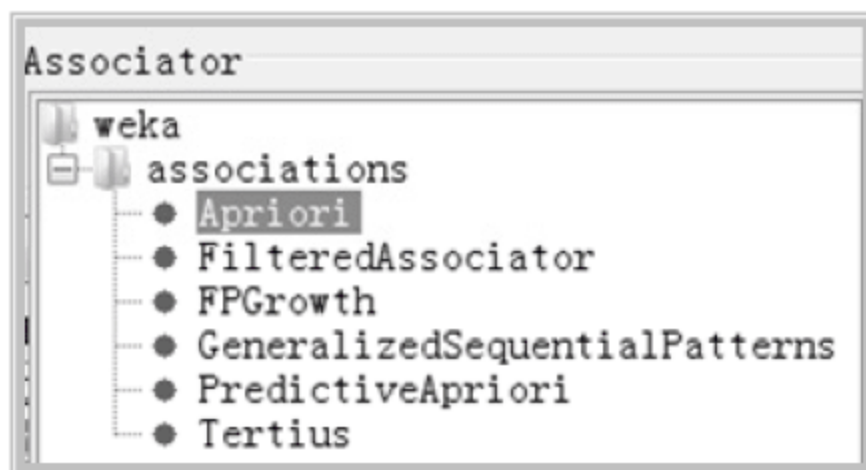 Associator
weka
associations
Apriori
FilteredAssociator
FPGrowth
GeneralizedSequentialPatterns
PredictiveApriori
Tertius